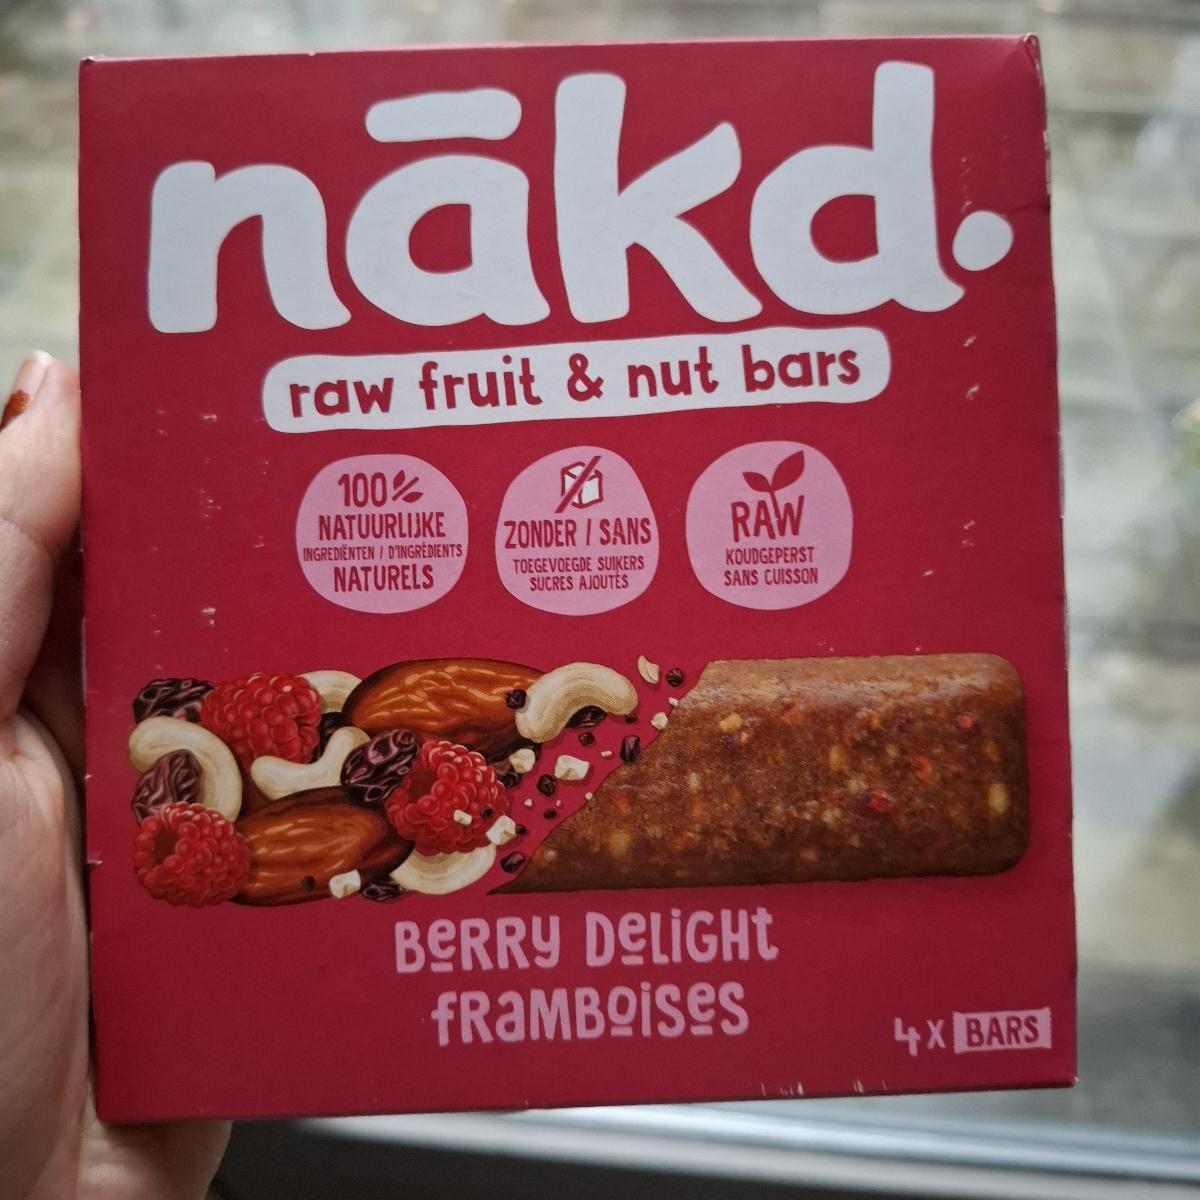 nākd.
raw fruit & nut bars
100%
NATUURLIJKE
INGREDIËNTEN / D'INGRÉDIENTS
NATURELS
ZONDER / SANS
TOEGEVOEGDE SUIKERS
SUCRES AJOUTÉS
RAW
KOUDGEPERST
SANS CUISSON
BERRY DELIGHT
FRAMBOISES
4 X BARS